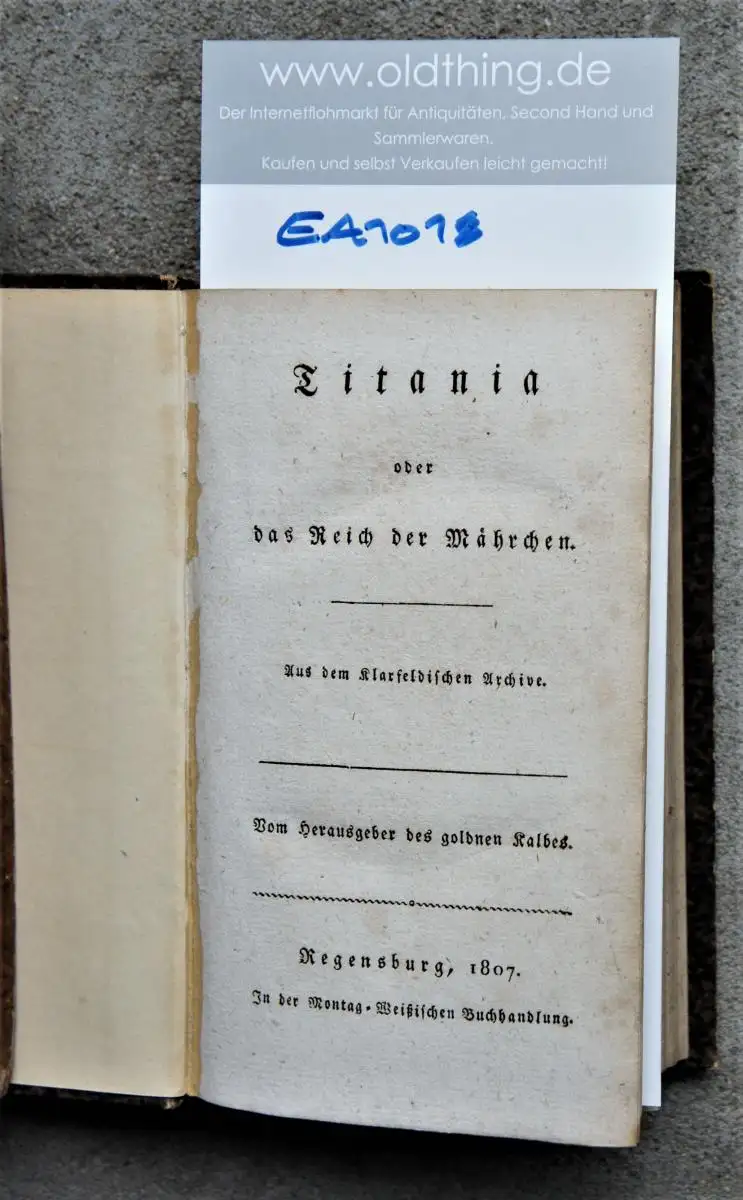 www.oldthing.de
Der Internetflohmarkt für Antiquitäten, Second Hand und
Sammlerwaren.
Kaufen und selbst Verkaufen leicht gemacht!
EA1018
Titania
oder
das Reich der Mährchen.
Aus dem Klarfeldischen Archive.
Vom Herausgeber des goldnen Kalbes.
Regensburg, 1807.
In der Montag-Weißischen Buchhandlung.